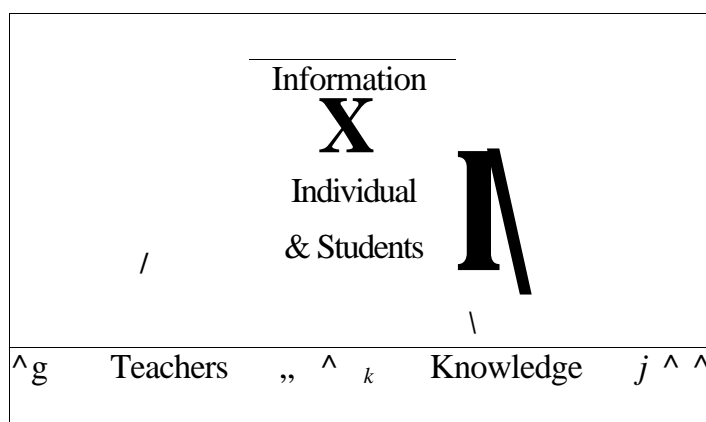 Information
X
Individual
& Students
I\
/
\
^g Teachers „ ^ k Knowledge j ^ ^